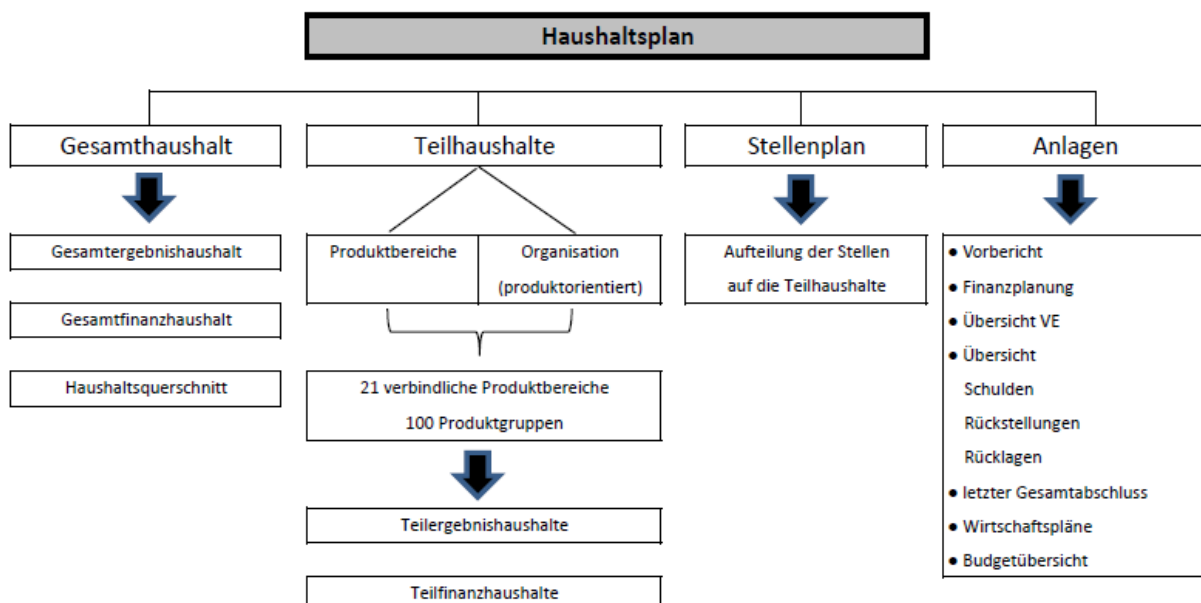 Haushaltsplan
Gesamthaushalt
Teilhaushalte
Stellenplan
Anlagen
Gesamtergebnishaushalt
Gesamtfinanzhaushalt
Haushaltsquerschnitt
Produktbereiche
Organisation
(produktorientiert)
21 verbindliche Produktbereiche
100 Produktgruppen
Teilergebnishaushalte
Teilfinanzhaushalte
Aufteilung der Stellen
auf die Teilhaushalte
● Vorbericht
● Finanzplanung
● Übersicht VE
● Übersicht
Schulden
Rückstellungen
Rücklagen
● letzter Gesamtabschluss
● Wirtschaftspläne
● Budgetübersicht